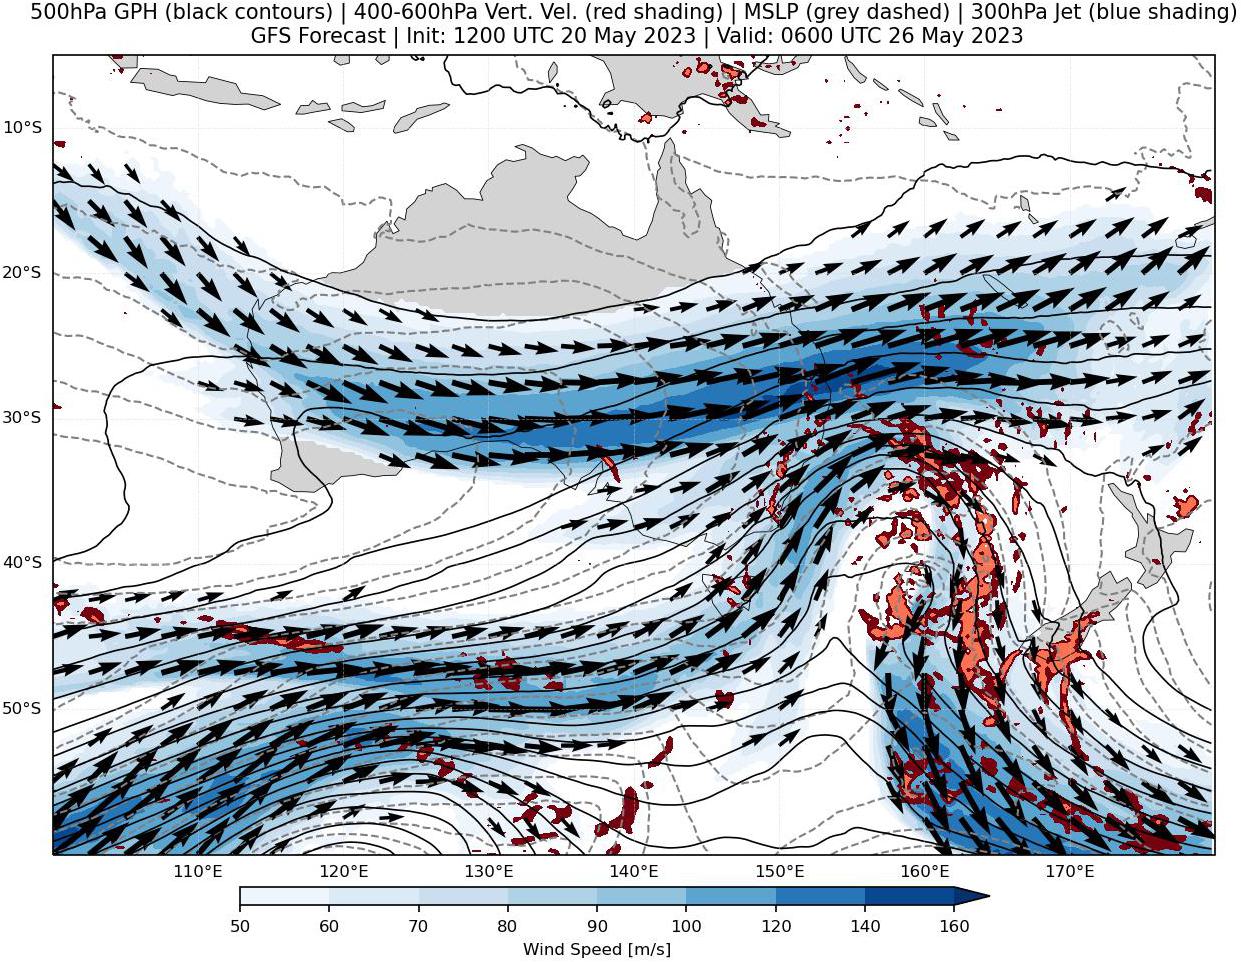 500hPa GPH (black contours) | 400-600hPa Vert. Vel. (red shading) | MSLP (grey dashed) | 300hPa Jet (blue shading)
GFS Forecast | Init: 1200 UTC 20 May 2023 | Valid: 0600 UTC 26 May 2023
10°S
20°S
30°S
40°S
50°S
110°E 120°E 130°E 140°E 150°E 160°E 170°E
50 60 70 80 90 100 120 140 160
Wind Speed [m/s]